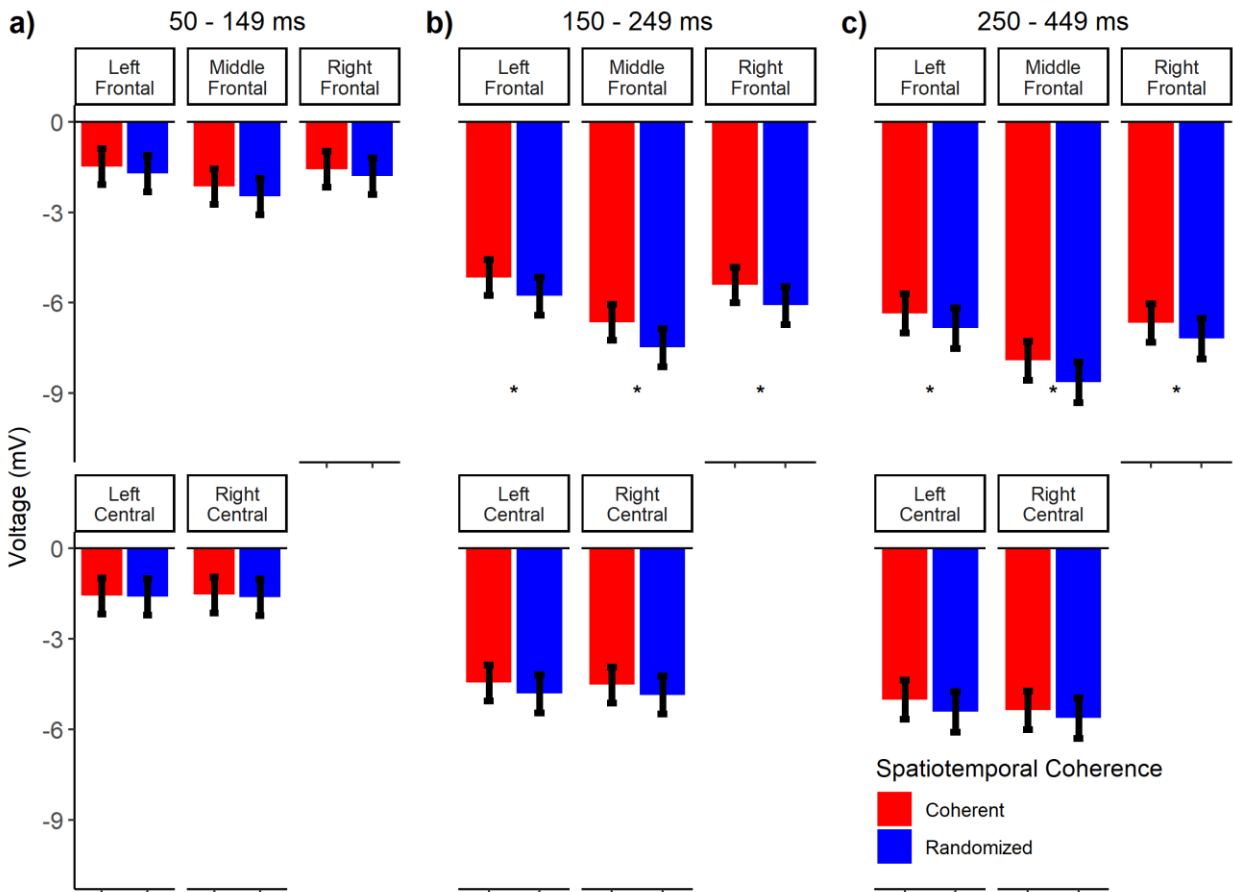 a) 50 - 149 ms b) 150 - 249 ms c) 250 - 449 ms
Left Frontal Middle Frontal Right Frontal Left Frontal Middle Frontal Right Frontal Left Frontal Middle Frontal Right Frontal
0
-3
-6
-9
* * * * * *
Voltage (mV)
Left Central Right Central Left Central Right Central Left Central Right Central
0
-3
-6
-9
Spatiotemporal Coherence
Coherent
Randomized